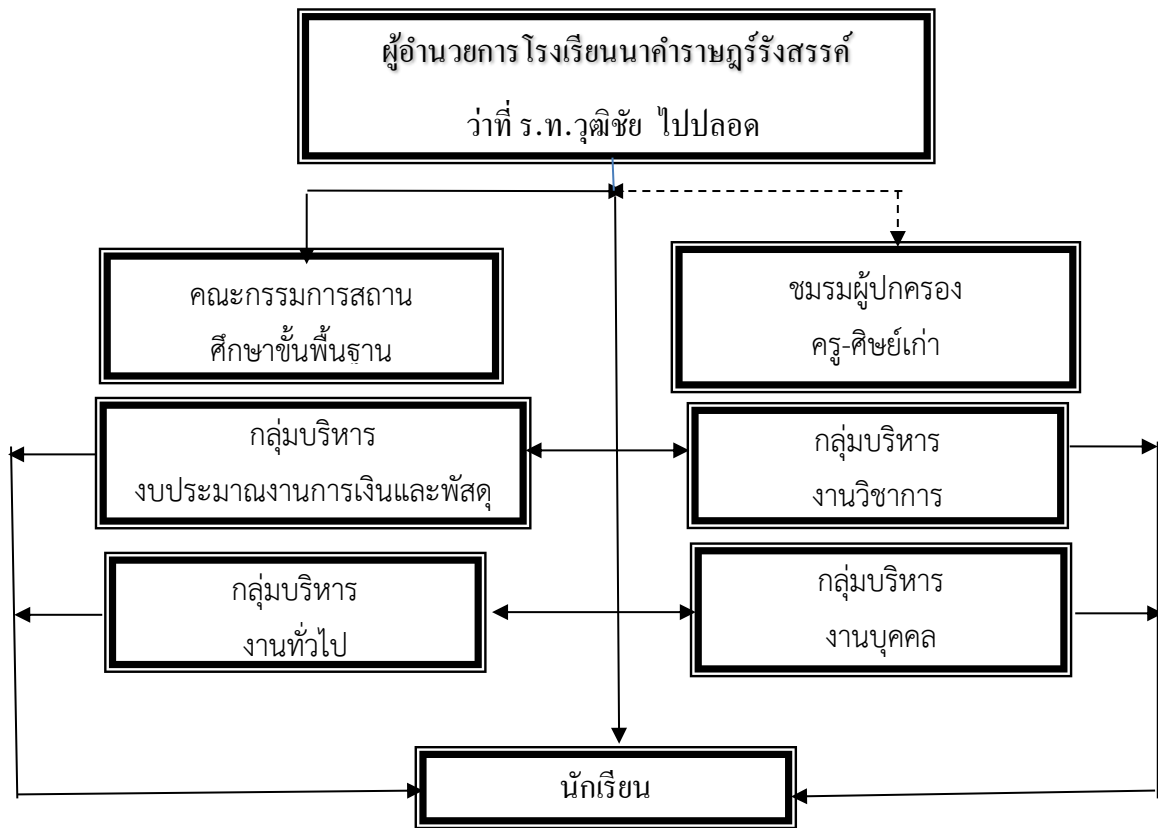 ผู้อำนวยการโรงเรียนนาคำราษฎร์รังสรรค์
ว่าที่ ร.ท.วุฒิชัย ไปปลอด
คณะกรรมการสถาน
ศึกษาขั้นพื้นฐาน
ชมรมผู้ปกครอง
ครู-ศิษย์เก่า
กลุ่มบริหาร
งบประมาณงานการเงินและพัสดุ
กลุ่มบริหาร
งานวิชาการ
กลุ่มบริหาร
งานทั่วไป
กลุ่มบริหาร
งานบุคคล
นักเรียน